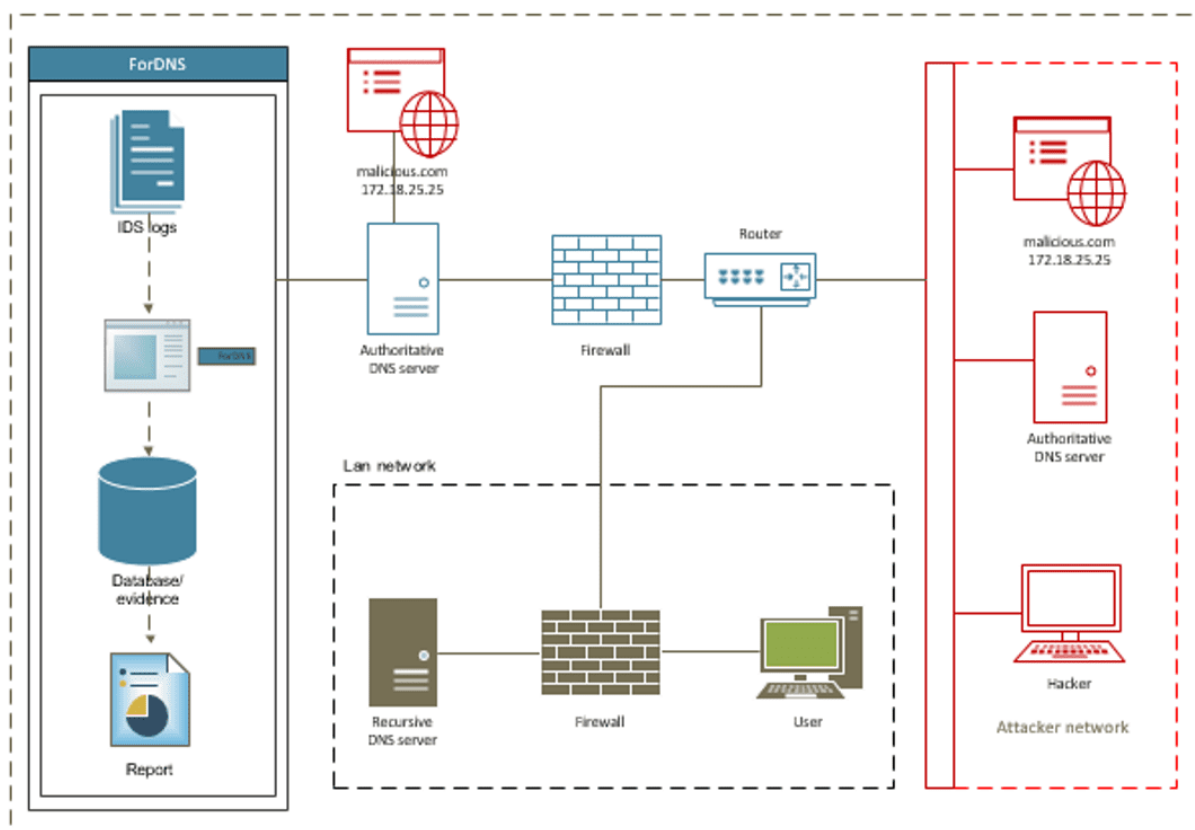 ForDNS
IDS logs
ForDNS
Database/
evidence
Report
malicious.com
172.18.25.25
Authoritative
DNS server
Firewall
Router
Lan network
Recursive
DNS server
Firewall
User
malicious.com
172.18.25.25
Authoritative
DNS server
Hacker
Attacker network